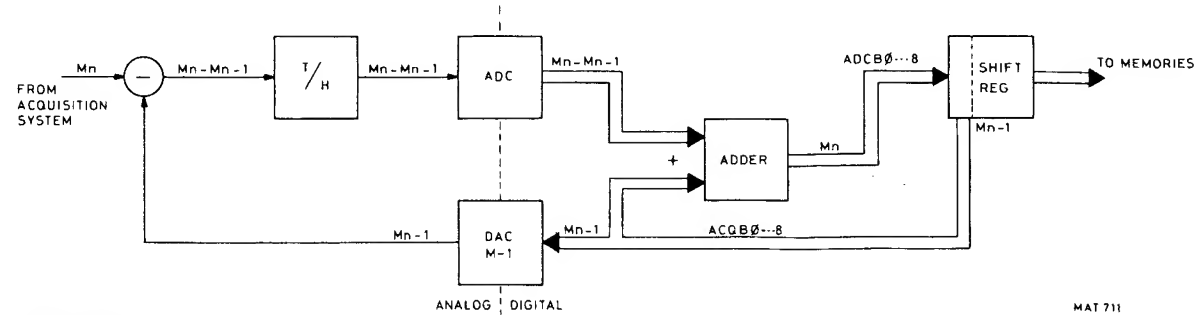 Mn
FROM
ACQUISITION
SYSTEM
−
Mn-Mn-1
T/H
Mn-Mn-1
ADC
Mn-Mn-1
+
ADDER
Mn
ADCBØ---8
SHIFT
REG
TO MEMORIES
Mn-1
Mn-1
DAC
M-1
Mn-1
ACQBØ---8
ANALOG
DIGITAL
MAT 711